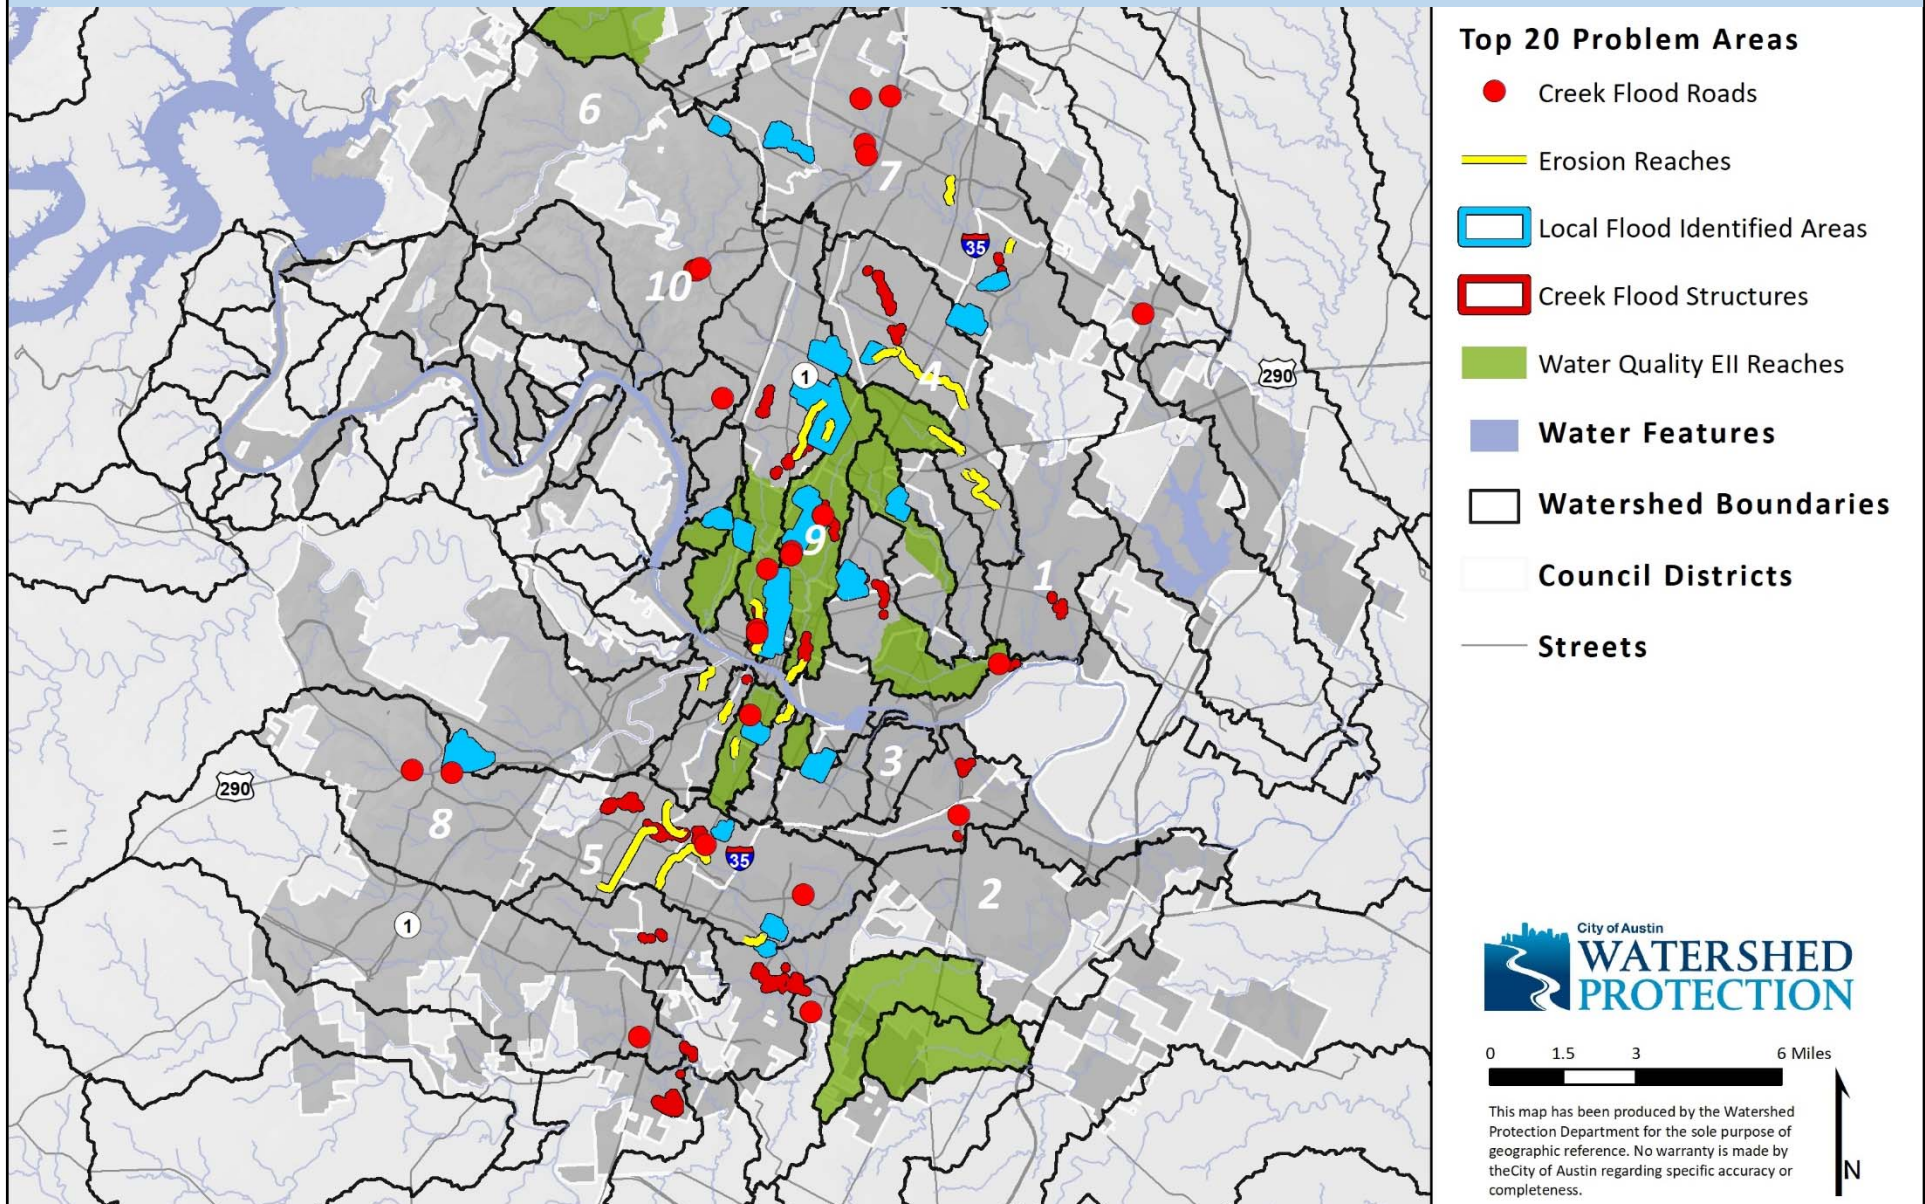 6
7
35
10
1
4
290
9
1
3
290
8
5
35
2
1
Top 20 Problem Areas
Creek Flood Roads
Erosion Reaches
Local Flood Identified Areas
Creek Flood Structures
Water Quality EII Reaches
Water Features
Watershed Boundaries
Council Districts
Streets
City of Austin
WATERSHED
PROTECTION
0 1.5 3 6 Miles
This map has been produced by the Watershed
Protection Department for the sole purpose of
geographic reference. No warranty is made by
theCity of Austin regarding specific accuracy or
completeness.
N